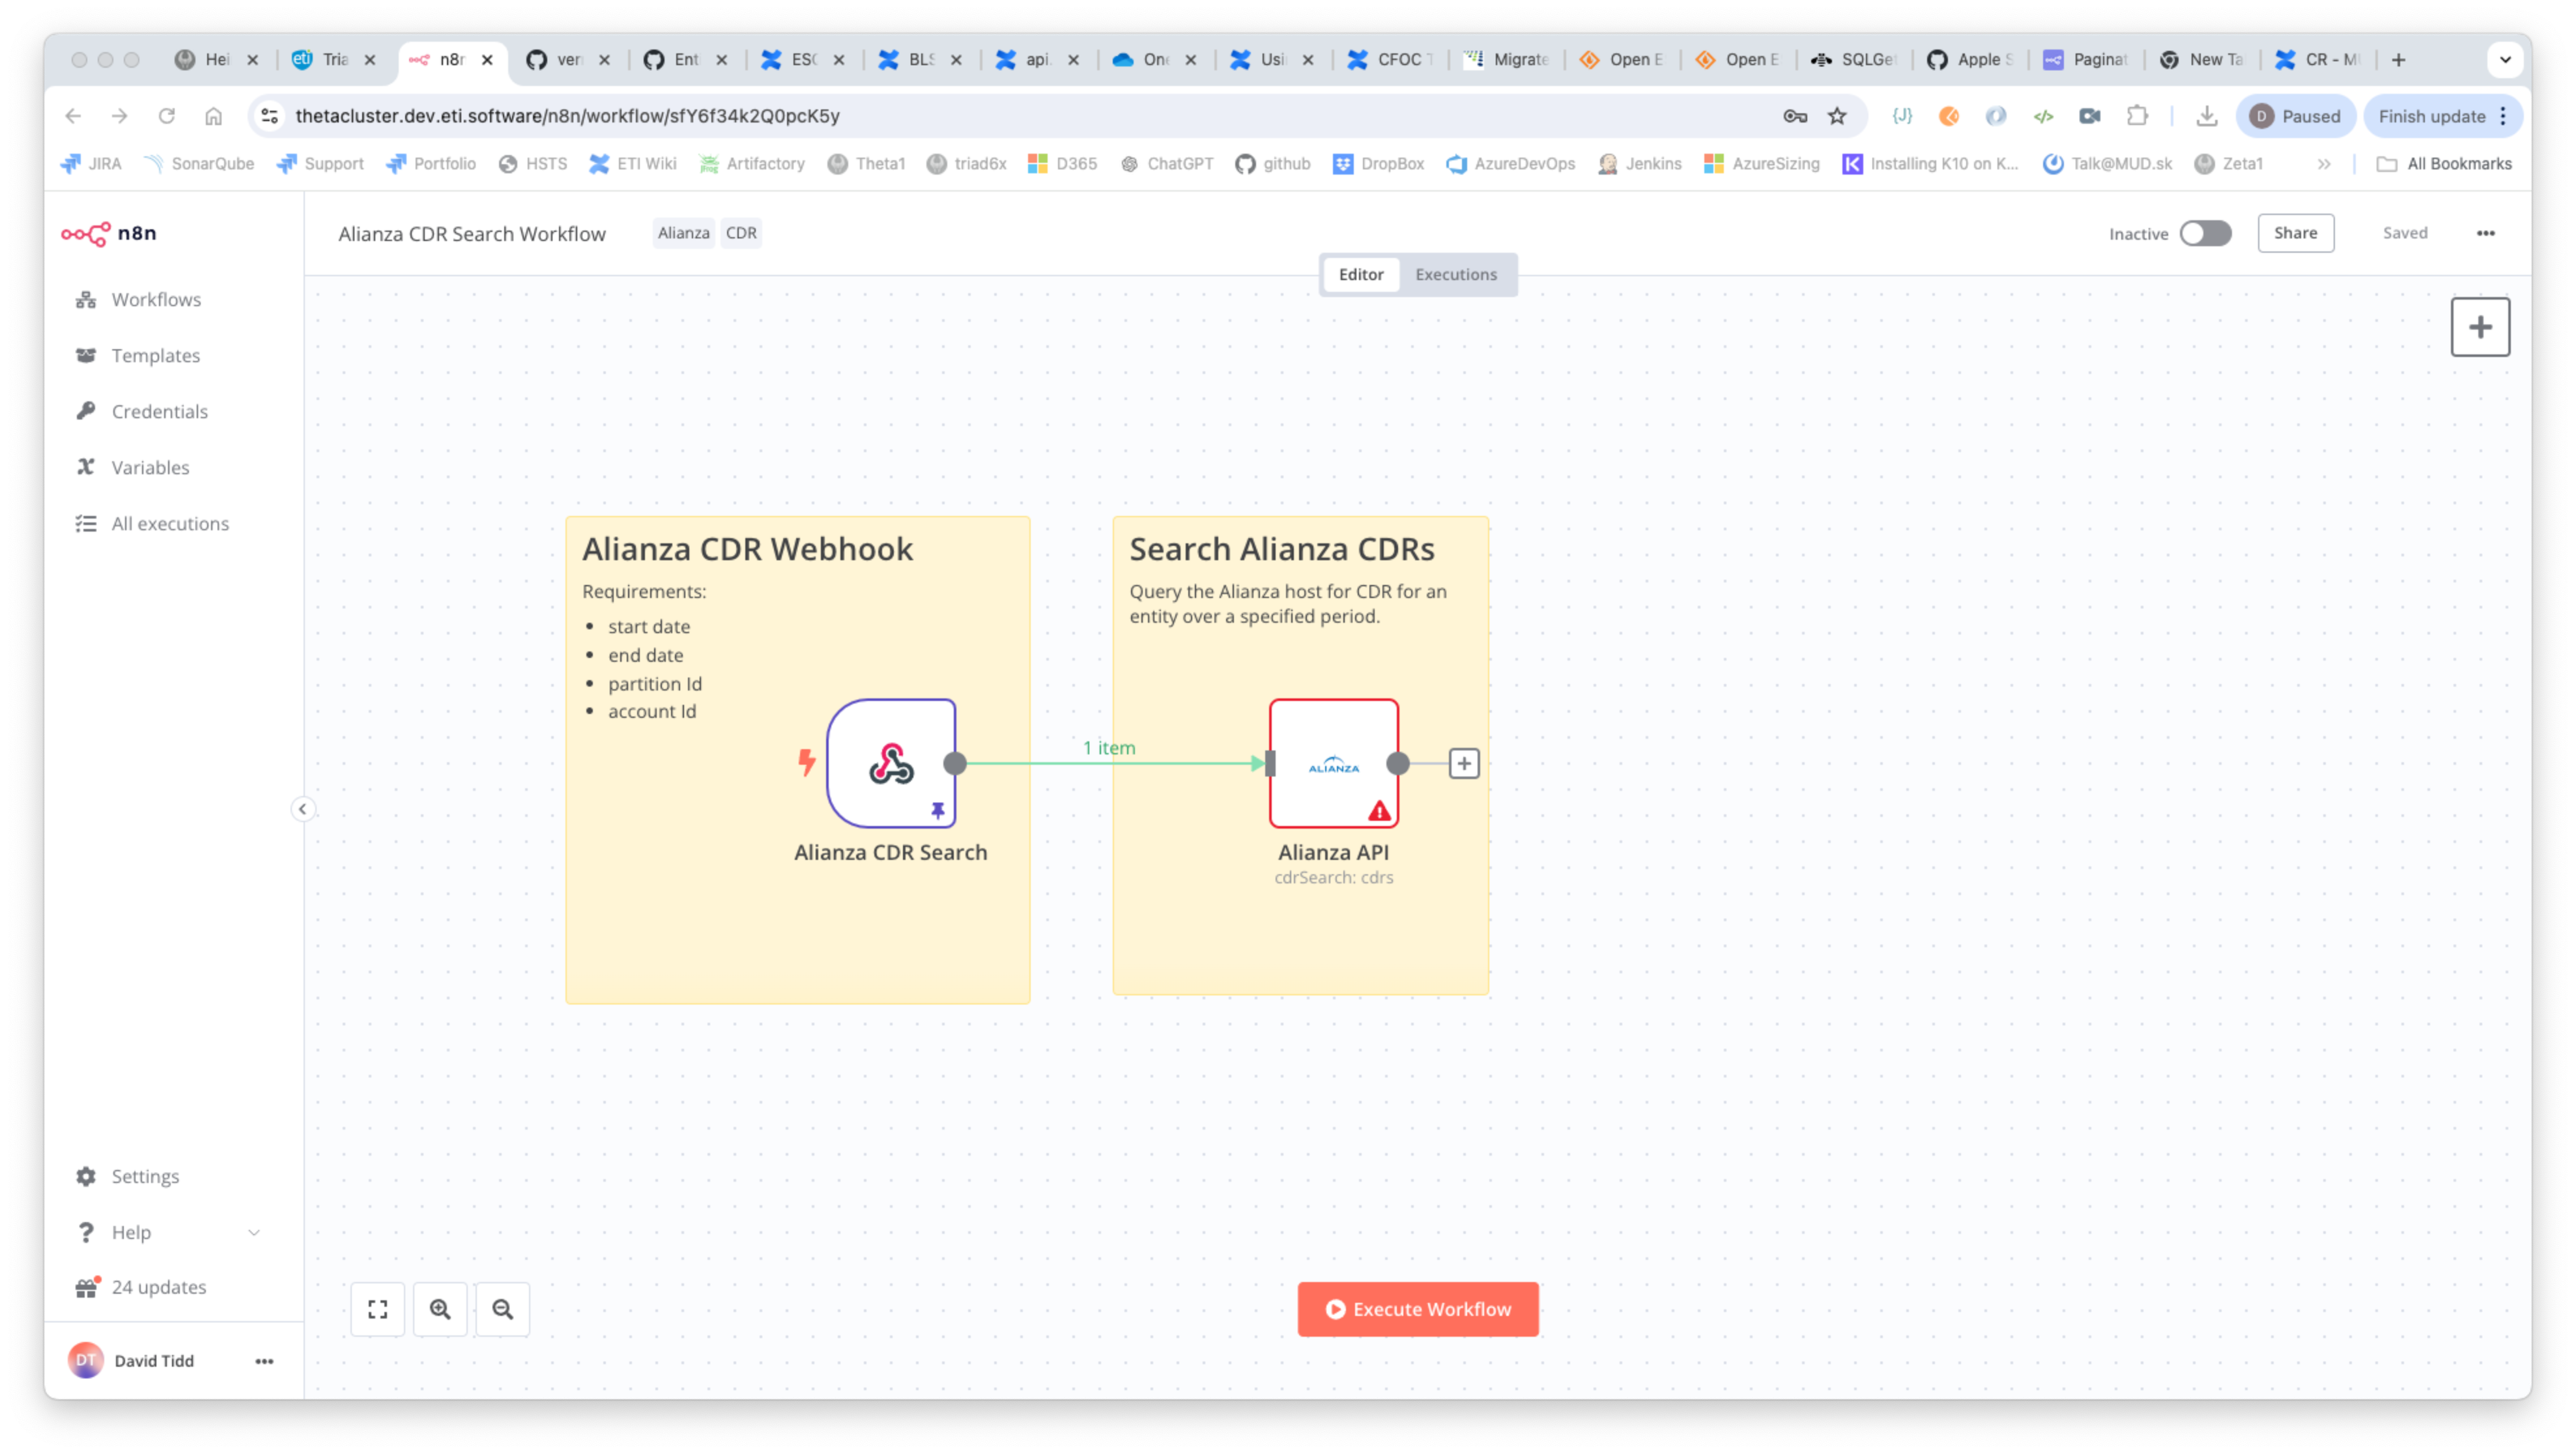 Hei
Tria
n8n
ver
Ent
ESC
BLS
api.
One
Usi
CFOC T
Migrate
Open E
Open E
SQLGet
Apple S
Paginat
New Ta
CR - M
thetacluster.dev.eti.software/n8n/workflow/sfY6f34k2Q0pcK5y
D Paused
Finish update
JIRA
SonarQube
Support
Portfolio
HSTS
ETI Wiki
Artifactory
Theta1
triad6x
D365
ChatGPT
github
DropBox
AzureDevOps
Jenkins
AzureSizing
Installing K10 on K...
Talk@MUD.sk
Zeta1
All Bookmarks
n8n
Alianza CDR Search Workflow
Alianza
CDR
Inactive
Share
Saved
Editor
Executions
Workflows
Templates
Credentials
Variables
All executions
Alianza CDR Webhook
Requirements:
• start date
• end date
• partition Id
• account Id
Alianza CDR Search
1 item
Search Alianza CDRs
Query the Alianza host for CDR for an
entity over a specified period.
ALIANZA
Alianza API
cdrSearch: cdrs
Settings
Help
24 updates
DT David Tidd
Execute Workflow